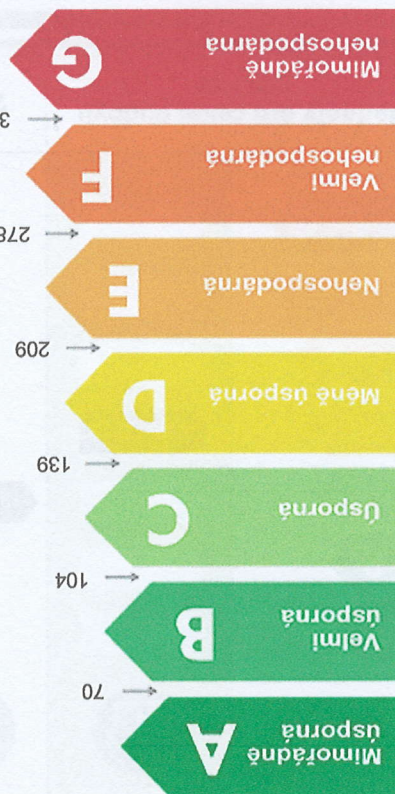 Mimořádně
úsporná
A
70
Velmi
úsporná
B
104
Úsporná
C
139
Méně úsporná
D
209
Nehospodárná
E
278
Velmi
nehospodárná
F
Mimořádně
nehospodárná
G